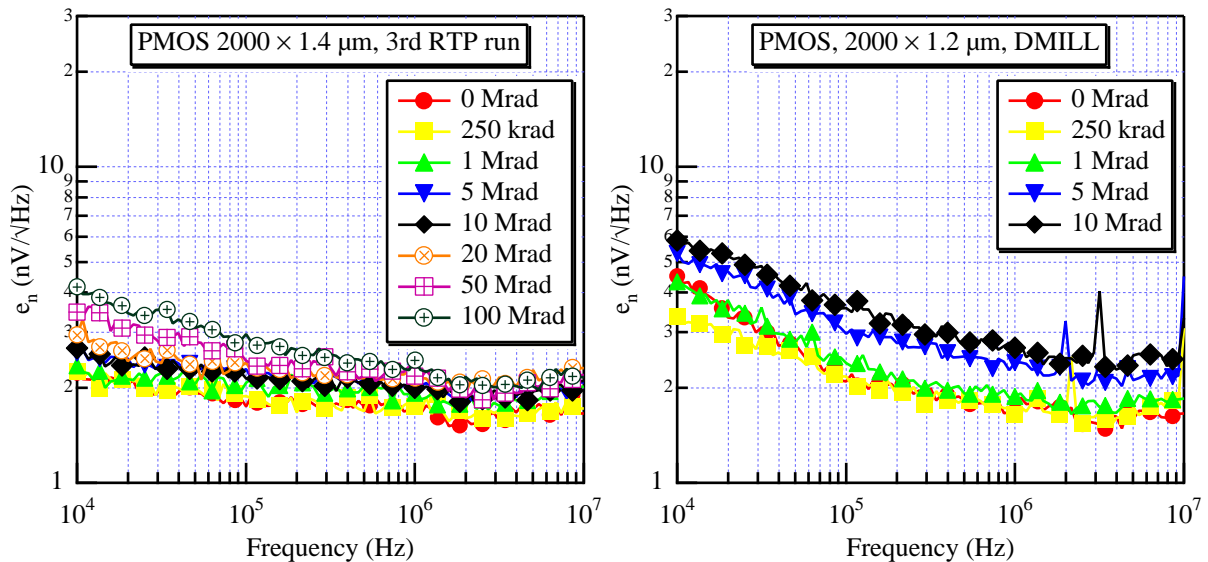 PMOS 2000 × 1.4 µm, 3rd RTP run
0 Mrad
250 krad
1 Mrad
5 Mrad
10 Mrad
20 Mrad
50 Mrad
100 Mrad
e_n (nV/√Hz)
3
2
10
9
8
7
6
5
4
3
2
1
10^4
10^5
10^6
10^7
Frequency (Hz)
PMOS, 2000 × 1.2 µm, DMILL
0 Mrad
250 krad
1 Mrad
5 Mrad
10 Mrad
e_n (nV/√Hz)
3
2
10
9
8
7
6
5
4
3
2
1
10^4
10^5
10^6
10^7
Frequency (Hz)